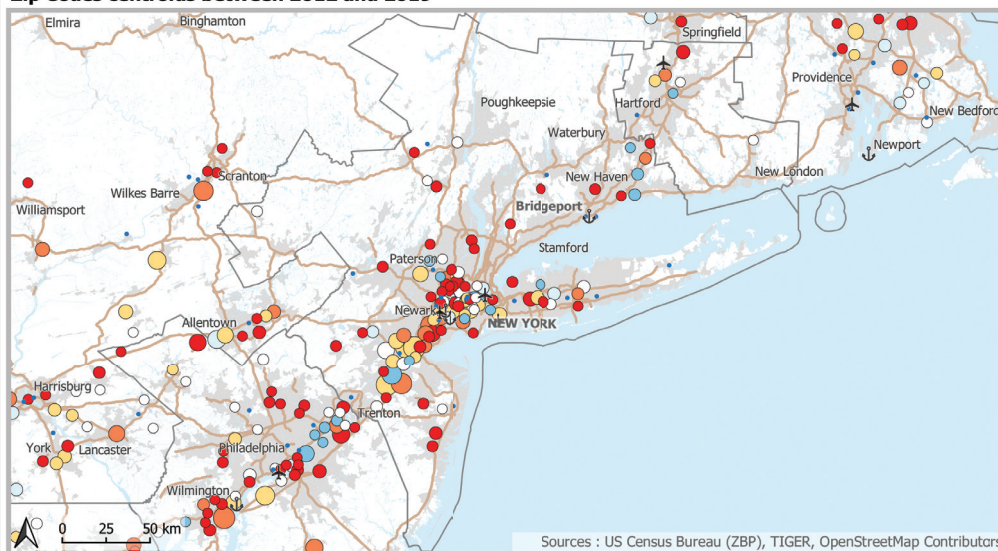 Elmira
Binghamton
Springfield
Providence
Poughkeepsie
Hartford
New Bedford
Waterbury
Newport
Scranton
New Haven
New London
Wilkes Barre
Williamsport
Bridgeport
Stamford
Paterson
Newark
NEW YORK
Allentown
Harrisburg
Trenton
York
Lancaster
Philadelphia
Wilmington
0 25 50 km
Sources : US Census Bureau (ZBP), TIGER, OpenStreetMap Contributors